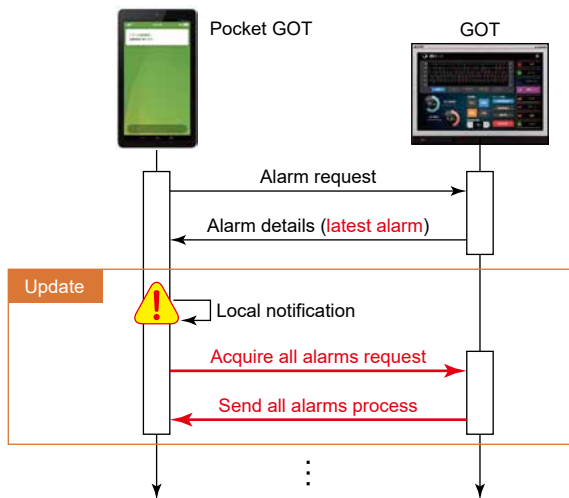 Pocket GOT
GOT
Alarm request
Alarm details (latest alarm)
Update
Local notification
Acquire all alarms request
Send all alarms process